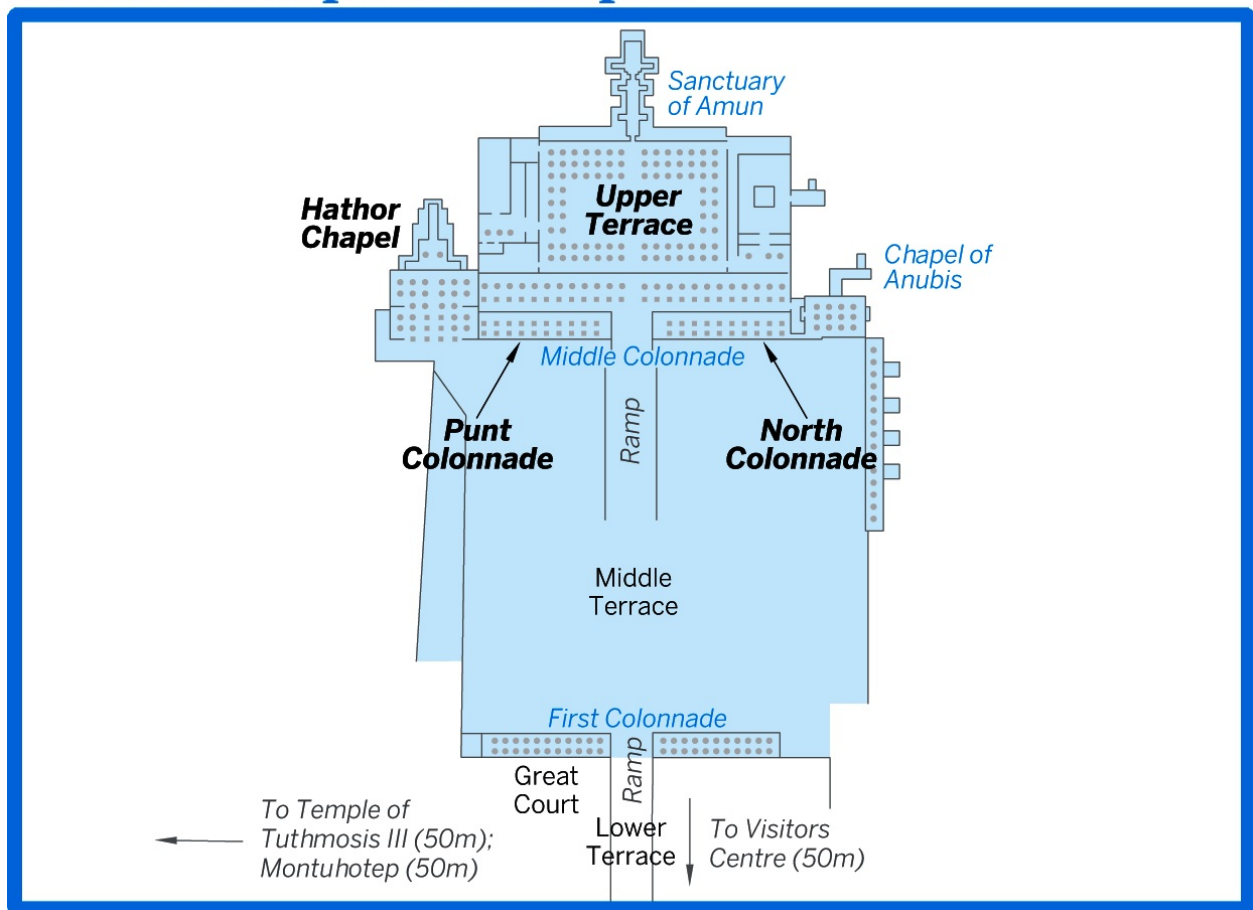 Sanctuary
of Amun
Upper
Terrace
Hathor
Chapel
Chapel of
Anubis
Middle Colonnade
Punt
Colonnade
Ramp
North
Colonnade
Middle
Terrace
First Colonnade
Ramp
Great
Court
Lower
Terrace
To Temple of
Tuthmosis III (50m);
Montuhotep (50m)
To Visitors
Centre (50m)